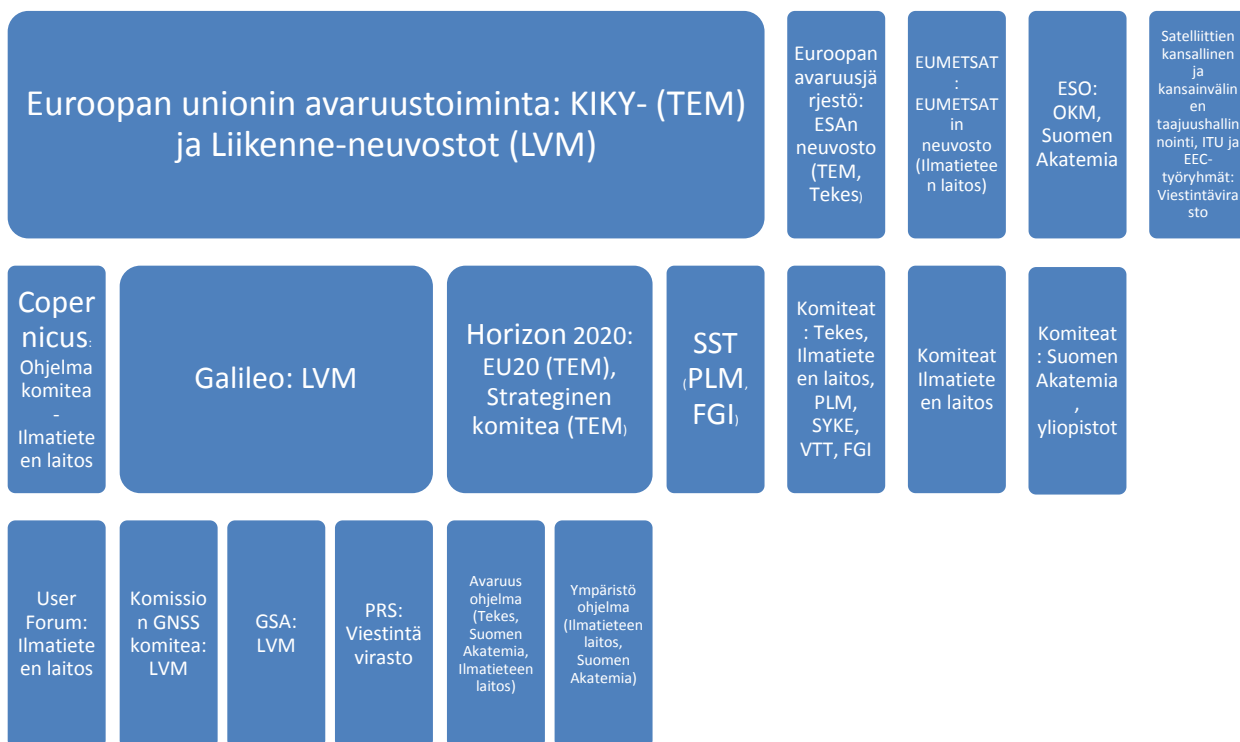 Euroopan unionin avaruustoiminta: KIKY- (TEM)
ja Liikenne-neuvostot (LVM)
Euroopan
avaruusjä
rjestö:
ESAn
neuvosto
(TEM,
Tekes)
EUMETSAT
:
EUMETSAT
in
neuvosto
(Ilmatietee
n laitos)
ESO:
OKM,
Suomen
Akatemia
Satelliittien
kansallinen
ja
kansainvälin
en
taajuushallin
nointi, ITU ja
EEC-
työryhmät:
Viestintävira
sto
Coper
nicus:
Ohjelma
komitea
-
Ilmatiete
en laitos
Galileo: LVM
Horizon 2020:
EU20 (TEM),
Strateginen
komitea (TEM)
SST
(PLM,
FGI)
Komiteat
: Tekes,
Ilmatiete
en laitos,
PLM,
SYKE,
VTT, FGI
Komiteat
Ilmatiete
en laitos
Komiteat
: Suomen
Akatemia
,
yliopistot
User
Forum:
Ilmatiete
en laitos
Komissio
n GNSS
komitea:
LVM
GSA:
LVM
PRS:
Viestintä
virasto
Avaruus
ohjelma
(Tekes,
Suomen
Akatemia,
Ilmatieteen
laitos)
Ympäristö
ohjelma
(Ilmatieteen
laitos,
Suomen
Akatemia)